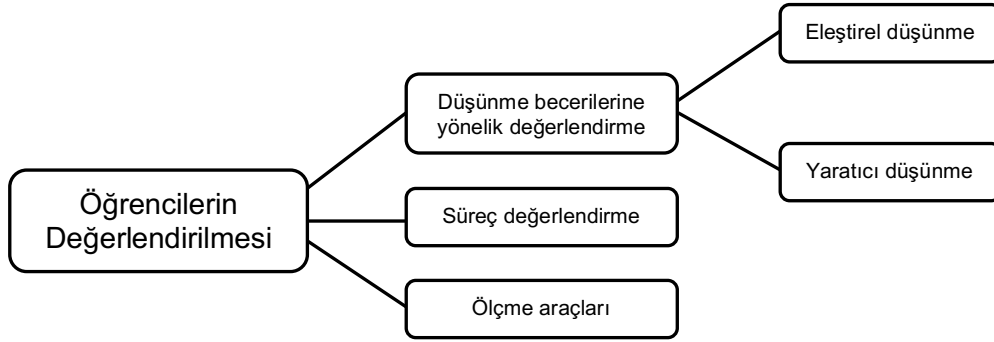 Eleştirel düşünme
Düşünme becerilerine
yönelik değerlendirme
Yaratıcı düşünme
Öğrencilerin
Değerlendirilmesi
Süreç değerlendirme
Ölçme araçları